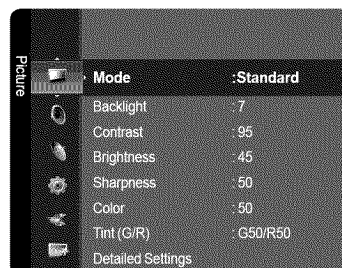 Picture
Mode :Standard
Backlight : 7
Contrast : 95
Brightness : 45
Sharpness : 50
Color : 50
Tint (G/R) : G50/R50
Detailed Settings